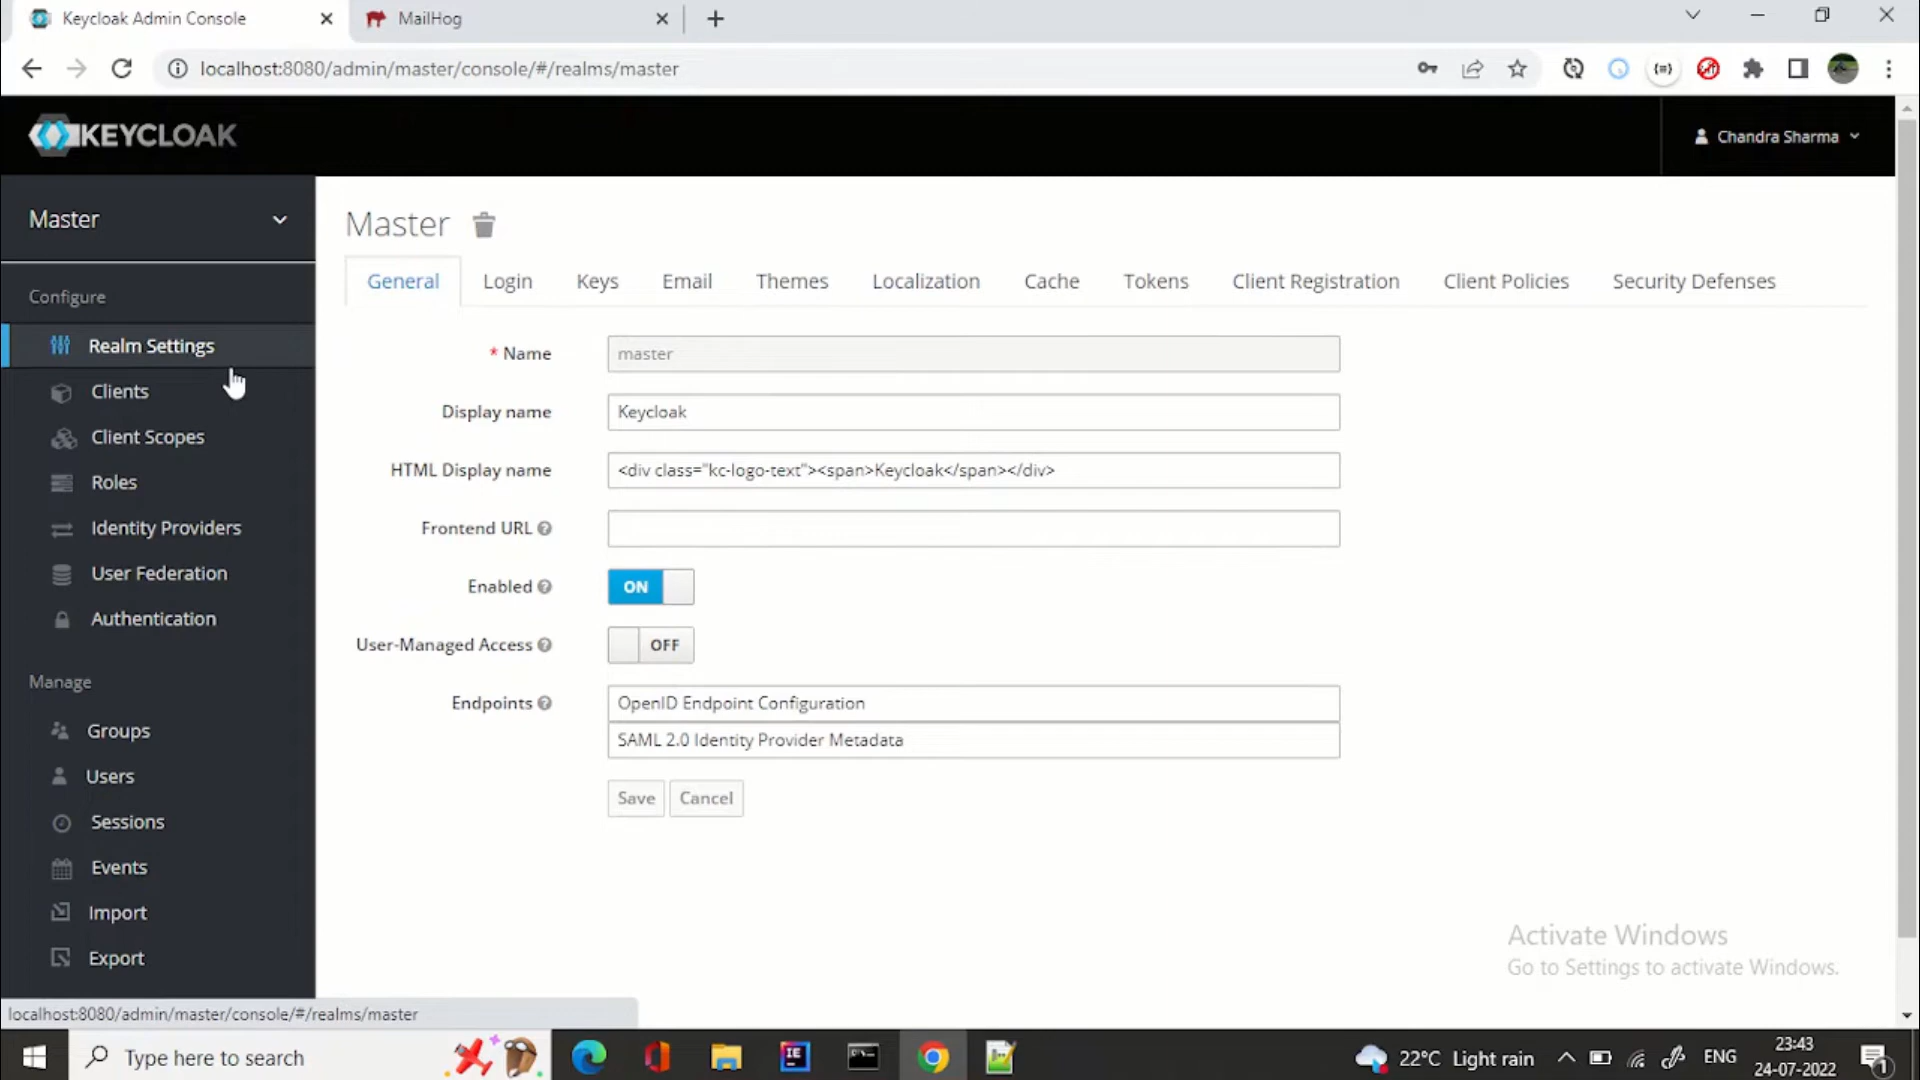 Keycloak Admin Console
MailHog
localhost:8080/admin/master/console/#/realms/master
KEYCLOAK
Chandra Sharma
Master
Configure
Realm Settings
Clients
Client Scopes
Roles
Identity Providers
User Federation
Authentication
Manage
Groups
Users
Sessions
Events
Import
Export
Master
General Login Keys Email Themes Localization Cache Tokens Client Registration Client Policies Security Defenses
* Name master
Display name Keycloak
HTML Display name <div class="kc-logo-text"><span>Keycloak</span></div>
Frontend URL
Enabled ON
User-Managed Access OFF
Endpoints OpenID Endpoint Configuration
SAML 2.0 Identity Provider Metadata
Save Cancel
Activate Windows
Go to Settings to activate Windows.
localhost:8080/admin/master/console/#/realms/master
Type here to search
22°C Light rain
ENG
23:43
24-07-2022
1